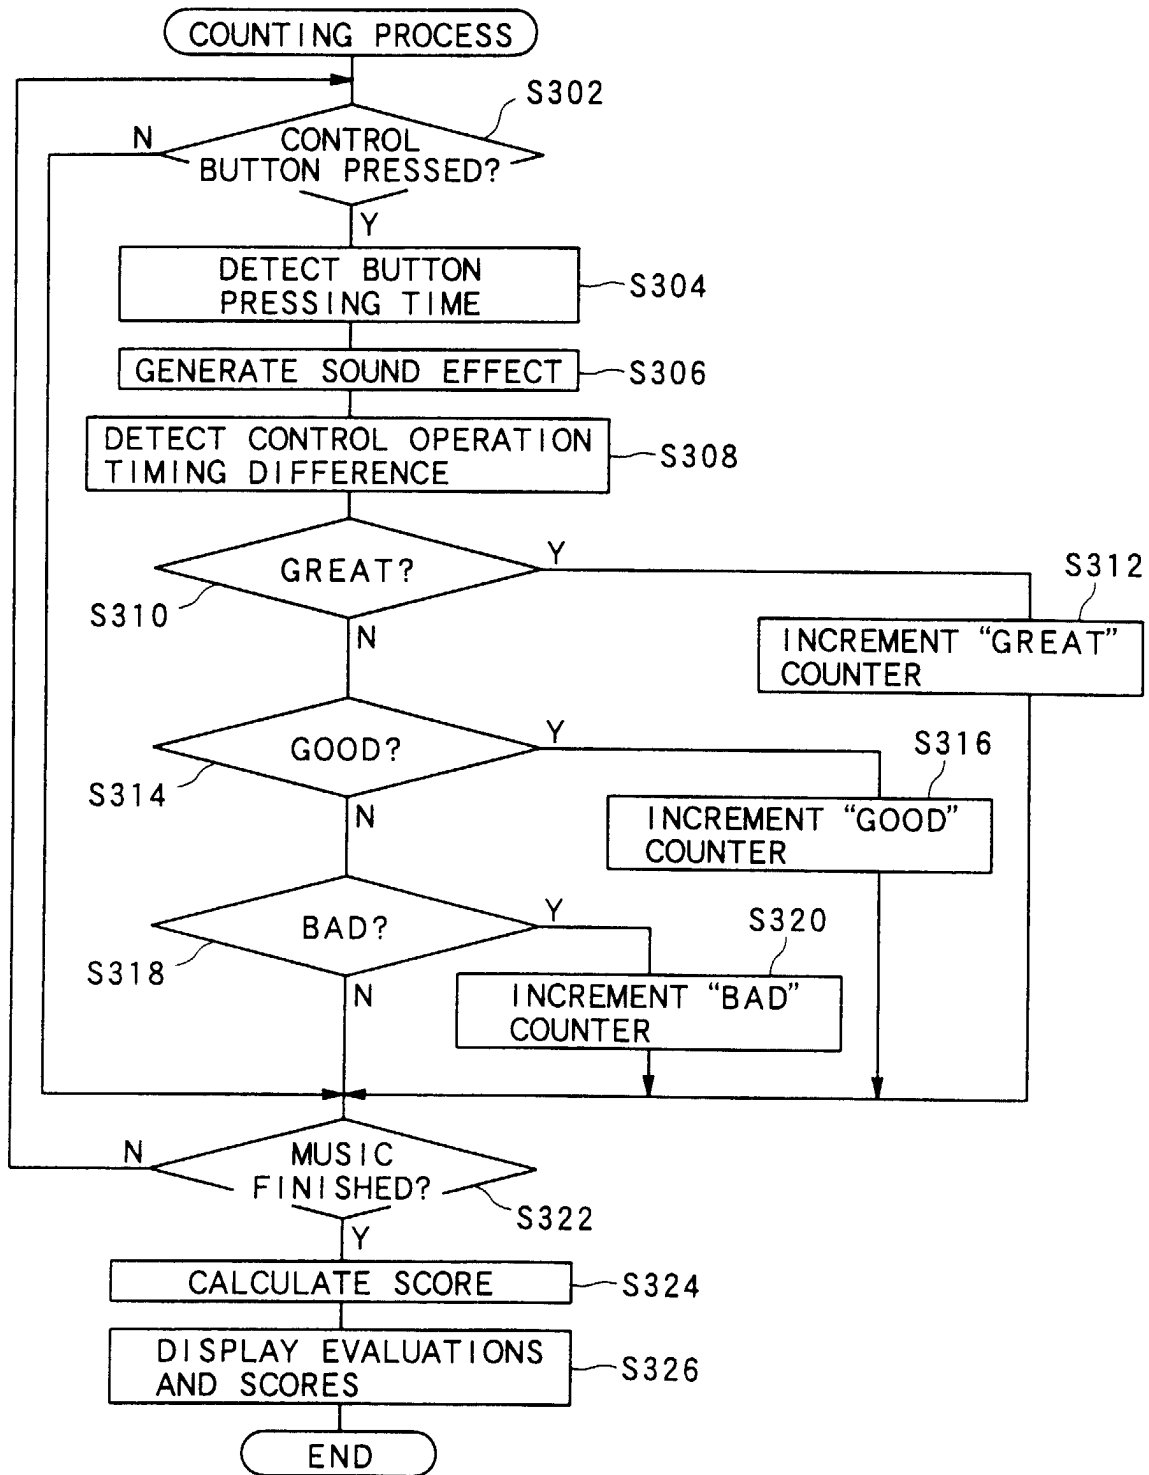 COUNTING PROCESS
S302
N
CONTROL
BUTTON PRESSED?
Y
DETECT BUTTON
PRESSING TIME
S304
GENERATE SOUND EFFECT
S306
DETECT CONTROL OPERATION
TIMING DIFFERENCE
S308
GREAT?
Y
S310
N
S312
INCREMENT “GREAT”
COUNTER
GOOD?
Y
S314
N
S316
INCREMENT “GOOD”
COUNTER
BAD?
Y
S318
N
S320
INCREMENT “BAD”
COUNTER
N
MUSIC
FINISHED?
S322
Y
CALCULATE SCORE
S324
DISPLAY EVALUATIONS
AND SCORES
S326
END